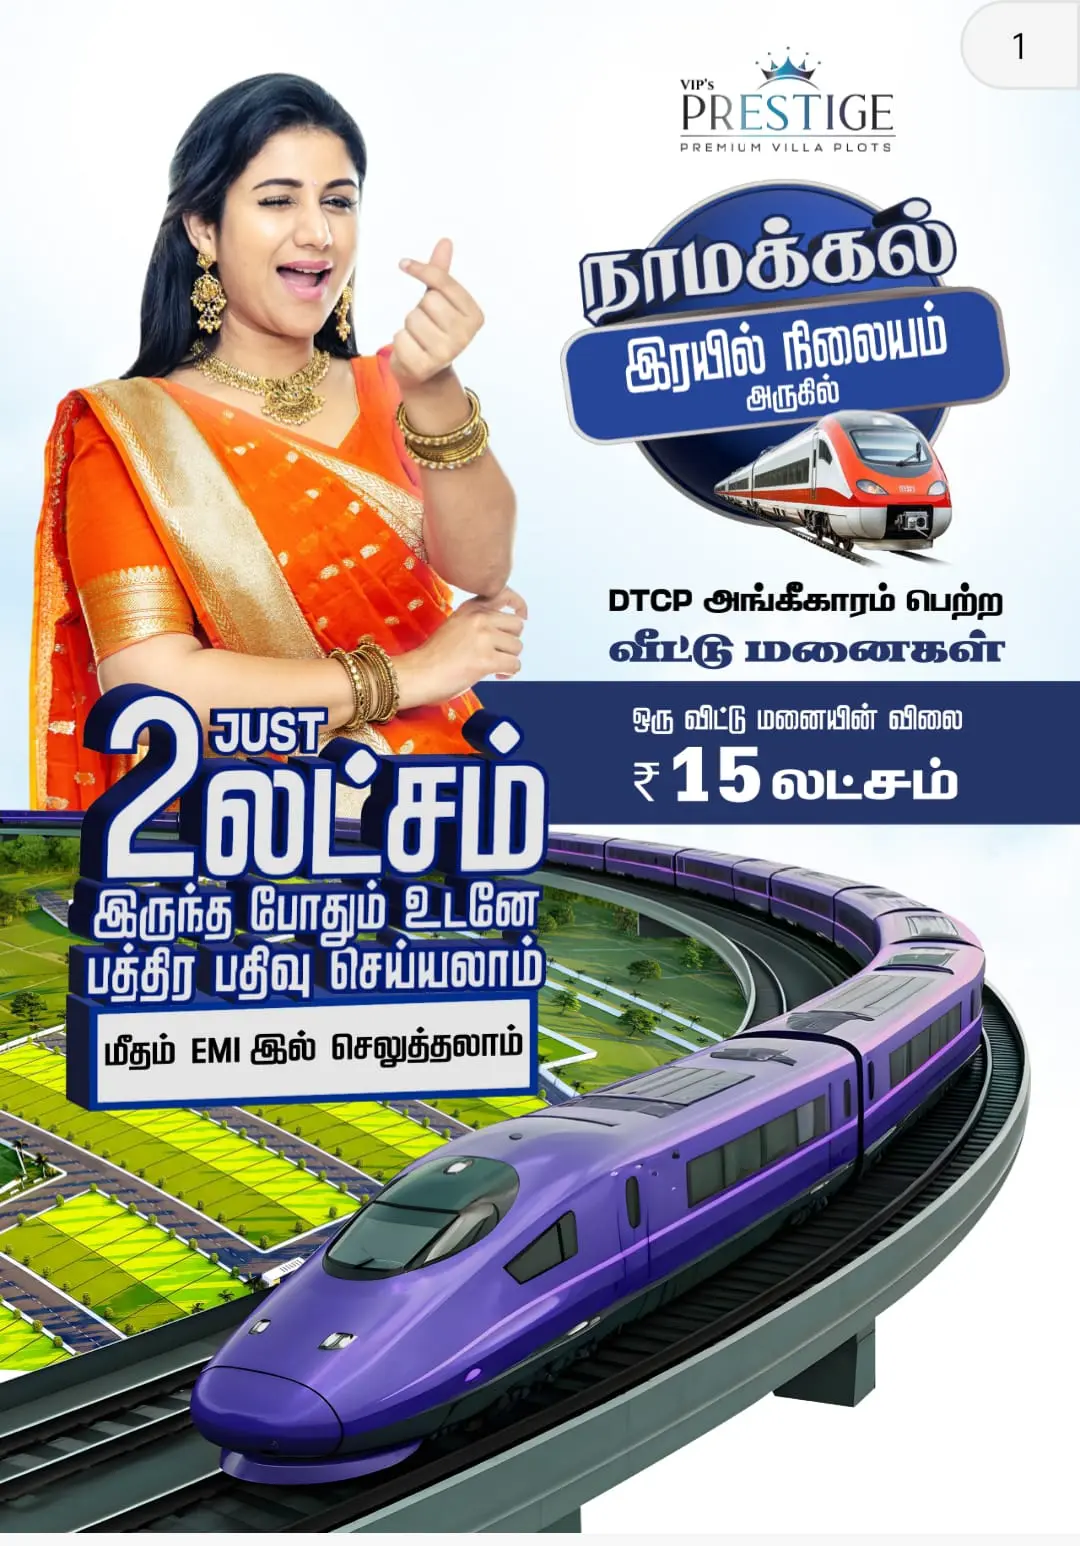 1
VIP's
PRESTIGE
PREMIUM VILLA PLOTS
நாமக்கல்
இரயில் நிலையம்
அருகில்
DTCP அங்கீகாரம் பெற்ற
வீட்டு மனைகள்
ஒரு விட்டு மனையின் விலை
₹ 15 லட்சம்
JUST
2 லட்சம்
இருந்த போதும் உடனே
பத்திர பதிவு செய்யலாம்
மீதம் EMI இல் செலுத்தலாம்